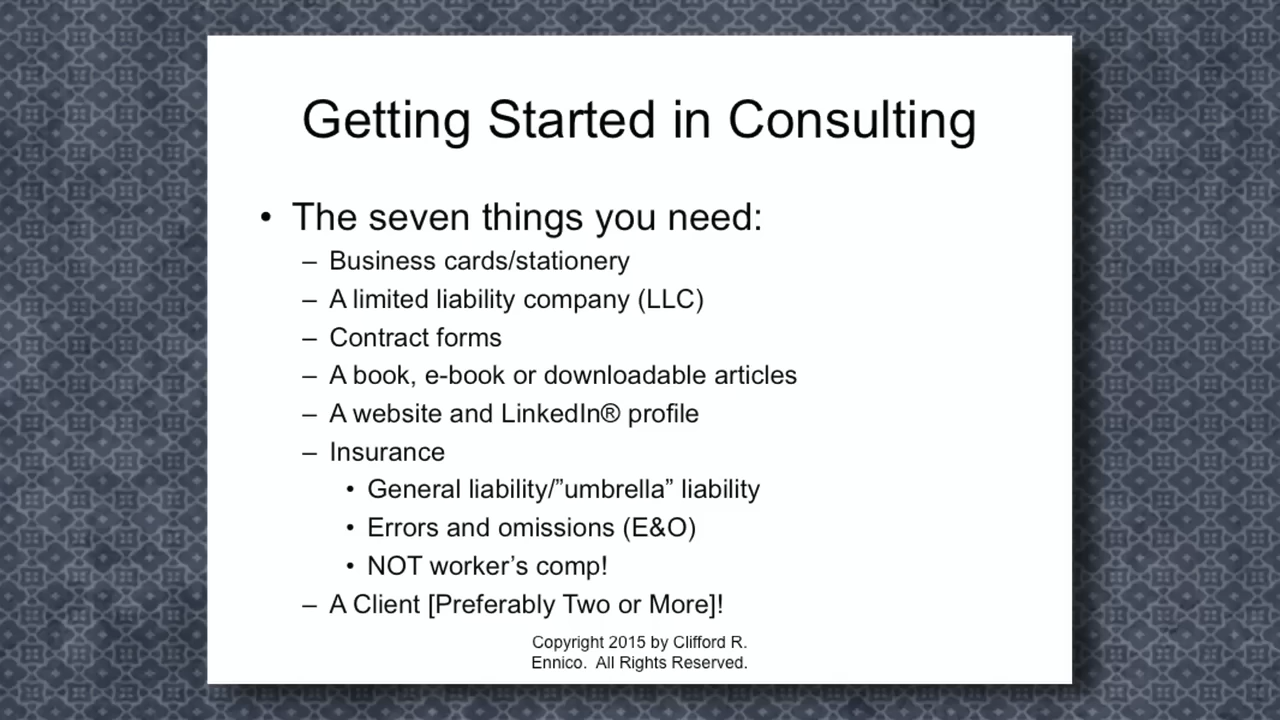 Getting Started in Consulting
• The seven things you need:
– Business cards/stationery
– A limited liability company (LLC)
– Contract forms
– A book, e-book or downloadable articles
– A website and LinkedIn® profile
– Insurance
• General liability/”umbrella” liability
• Errors and omissions (E&O)
• NOT worker’s comp!
– A Client [Preferably Two or More]!
Copyright 2015 by Clifford R.
Ennico. All Rights Reserved.